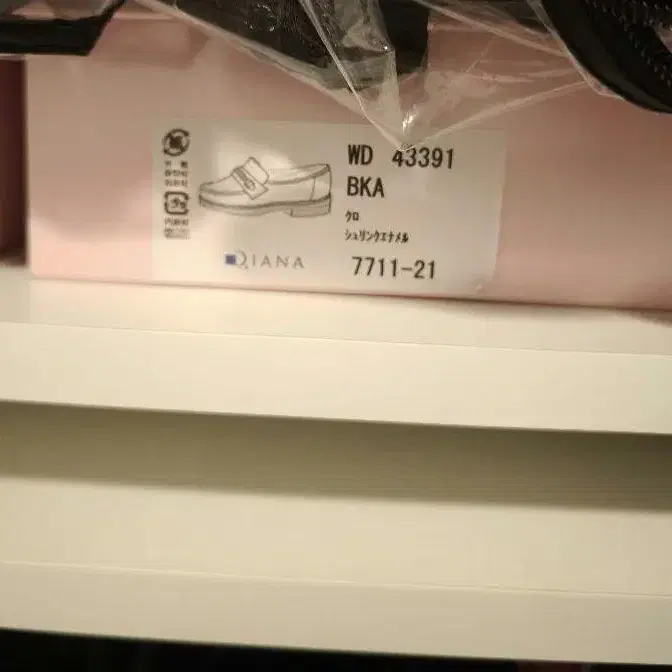 WD 43391
BKA
クロ
シュリンクエナメル
DIANA
7711-21